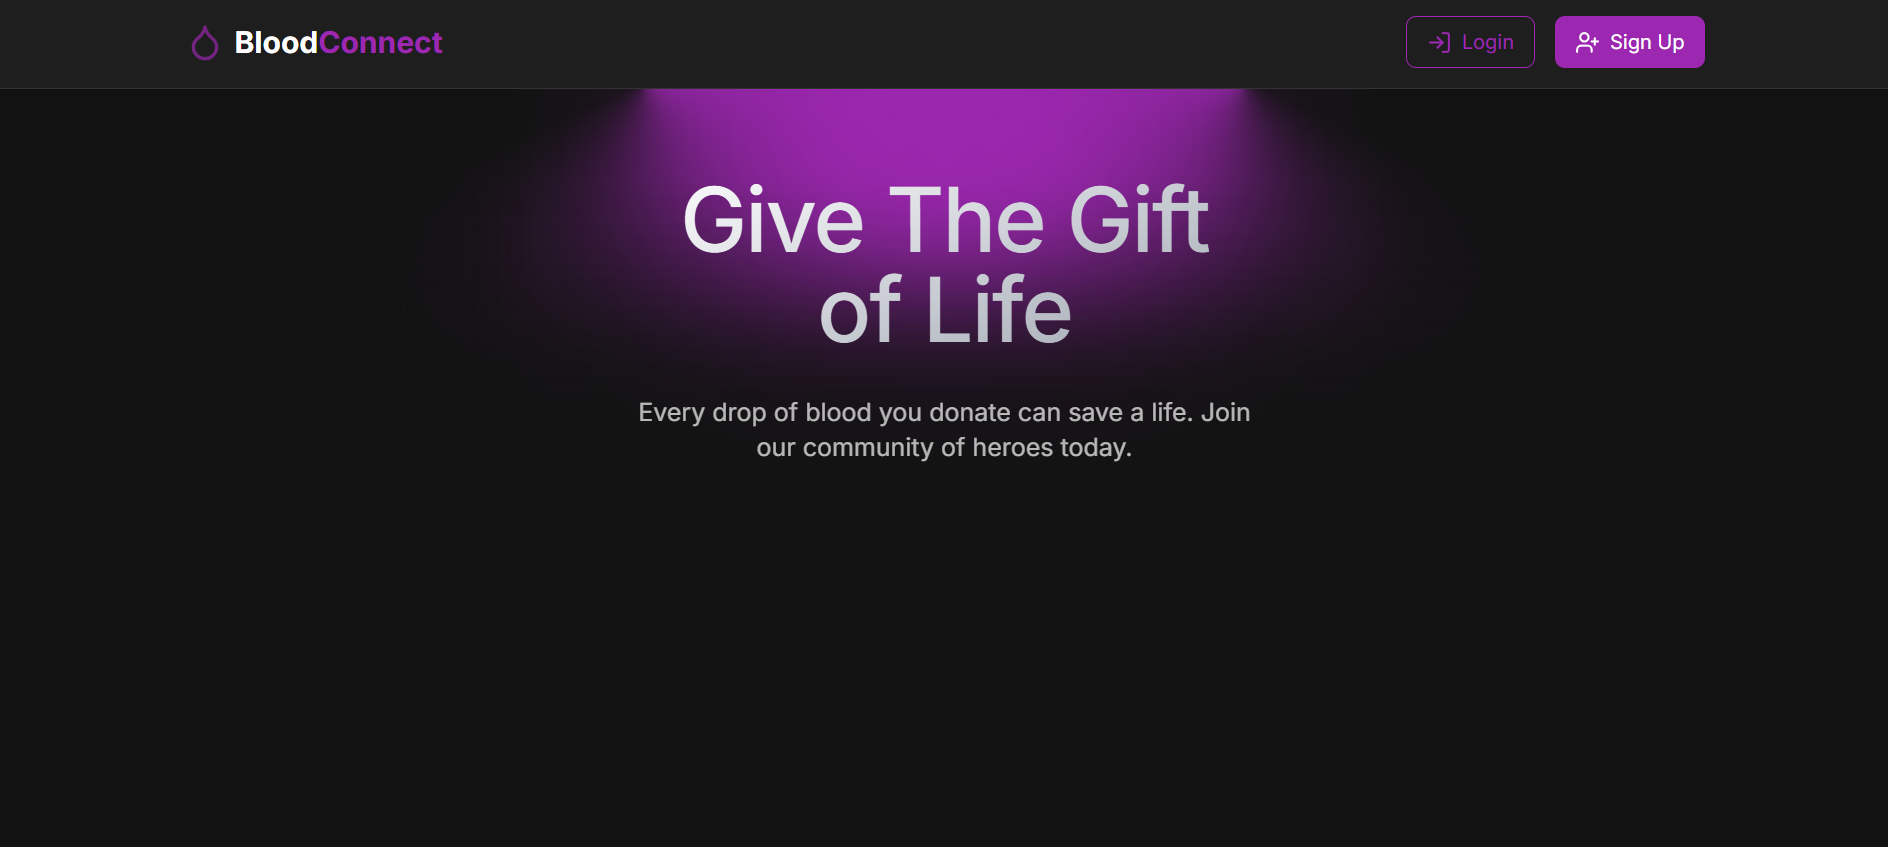 BloodConnect
Login
Sign Up
Give The Gift
of Life
Every drop of blood you donate can save a life. Join
our community of heroes today.